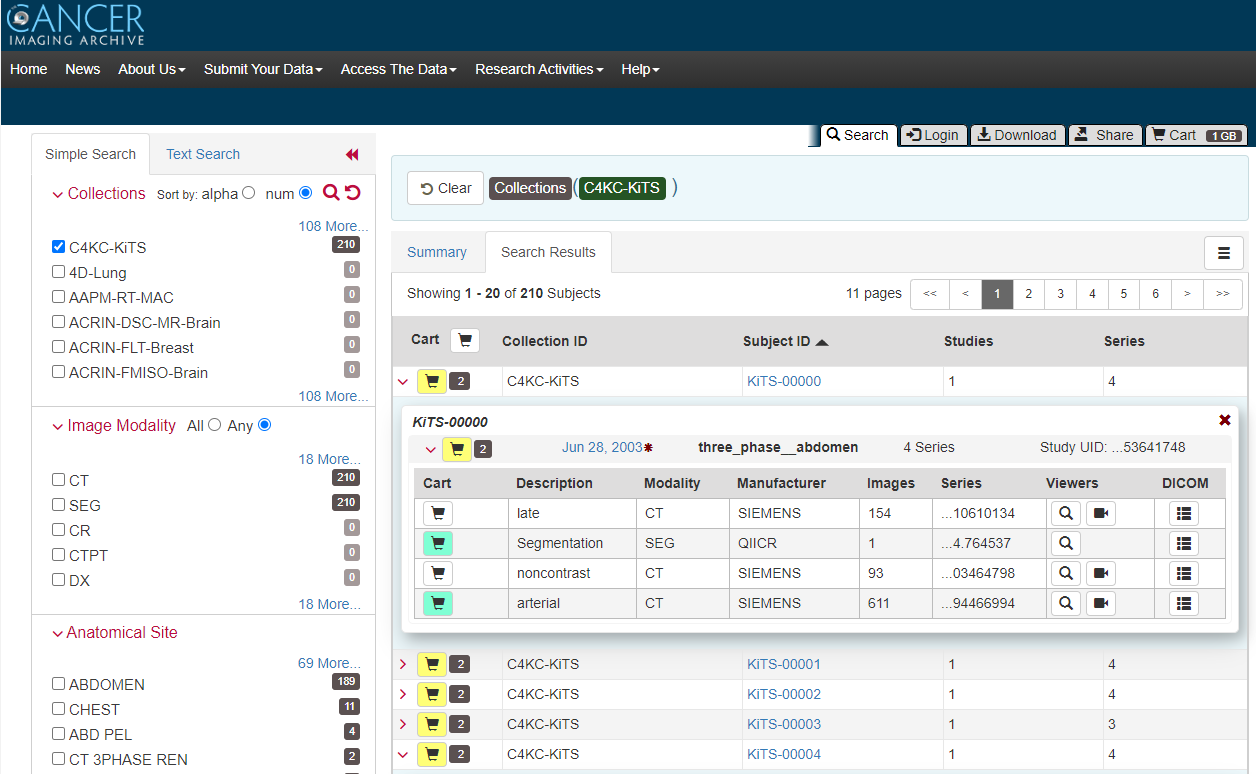 CANCER
IMAGING ARCHIVE
Home News About Us Submit Your Data Access The Data Research Activities Help
Search Login Download Share Cart 1 GB
Simple Search Text Search
Collections Sort by: alpha num
108 More...
C4KC-KiTS 210
4D-Lung 0
AAPM-RT-MAC 0
ACRIN-DSC-MR-Brain 0
ACRIN-FLT-Breast 0
ACRIN-FMISO-Brain 0
108 More...
Image Modality All Any
18 More...
CT 210
SEG 210
CR 0
CTPT 0
DX 0
18 More...
Anatomical Site
69 More...
ABDOMEN 189
CHEST 11
ABD PEL 4
CT 3PHASE REN 2
Clear Collections ( C4KC-KiTS )
Summary Search Results
Showing 1 - 20 of 210 Subjects 11 pages << < 1 2 3 4 5 6 > >>
Cart Collection ID Subject ID Studies Series
2 C4KC-KiTS KiTS-00000 1 4
KiTS-00000
2 Jun 28, 2003* three_phase__abdomen 4 Series Study UID: ...53641748
Cart Description Modality Manufacturer Images Series Viewers DICOM
late CT SIEMENS 154 ...10610134
Segmentation SEG QIICR 1 ...4.764537
noncontrast CT SIEMENS 93 ...03464798
arterial CT SIEMENS 611 ...94466994
2 C4KC-KiTS KiTS-00001 1 4
2 C4KC-KiTS KiTS-00002 1 4
2 C4KC-KiTS KiTS-00003 1 3
2 C4KC-KiTS KiTS-00004 1 4